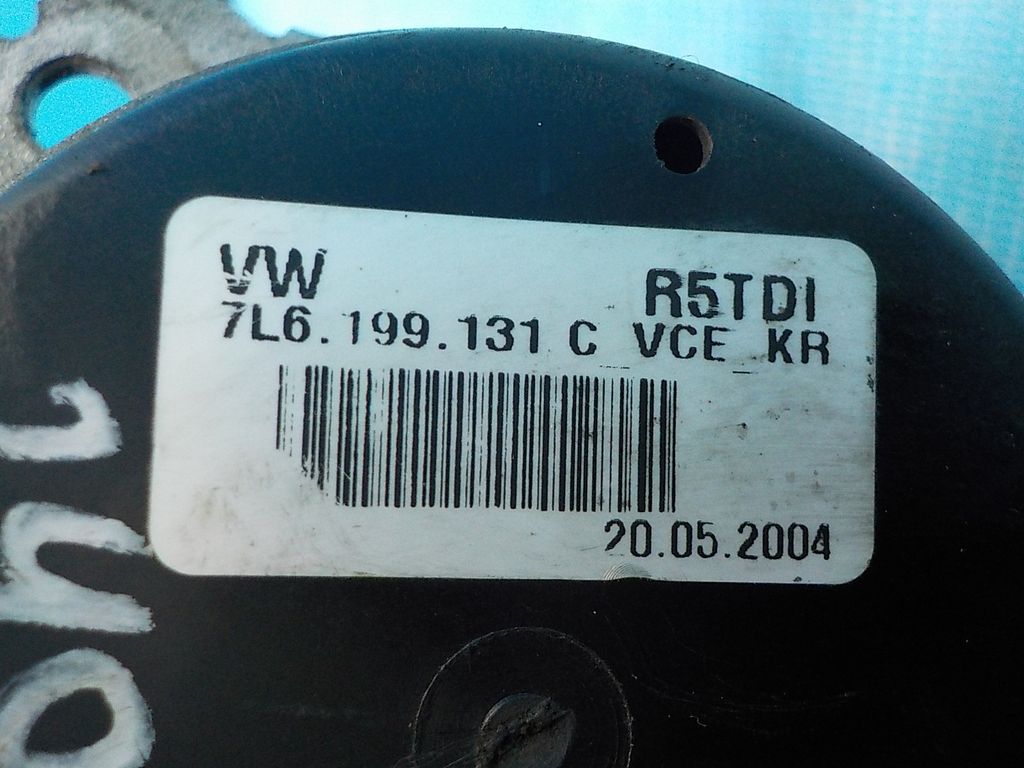 VW R5TDI
7L6.199.131 C VCE KR
20.05.2004